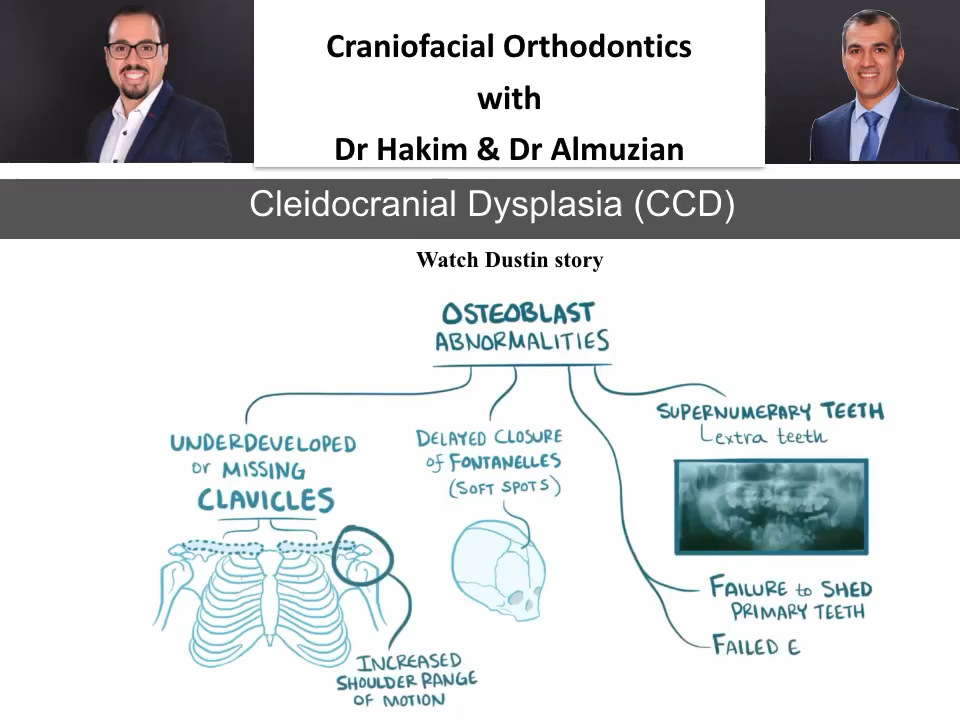 Craniofacial Orthodontics
with
Dr Hakim & Dr Almuzian
Cleidocranial Dysplasia (CCD)
Watch Dustin story
OSTEOBLAST
ABNORMALITIES
UNDERDEVELOPED
or MISSING
CLAVICLES
DELAYED CLOSURE
of FONTANELLES
(SOFT SPOTS)
SUPERNUMERARY TEETH
extra teeth
FAILURE to SHED
PRIMARY TEETH
FAILED E
INCREASED
SHOULDER RANGE
OF MOTION